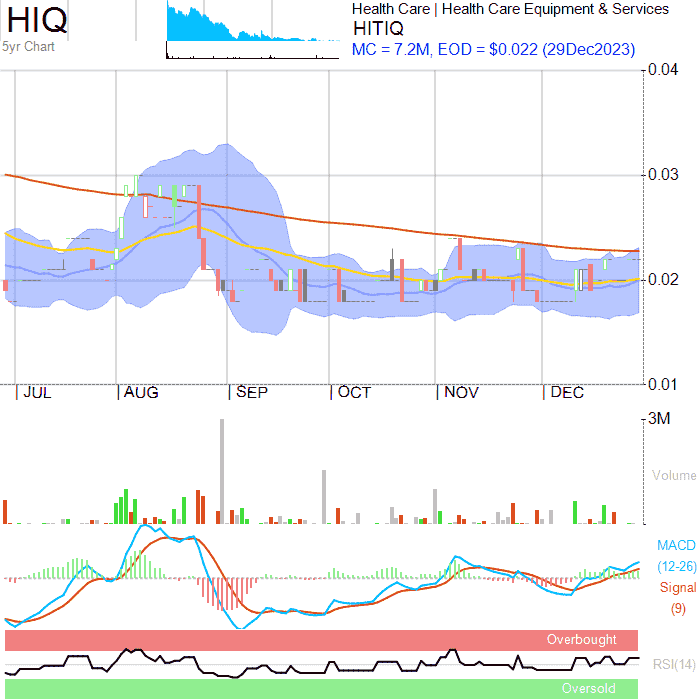 HIQ
5yr Chart
Health Care | Health Care Equipment & Services
HITIQ
MC = 7.2M, EOD = $0.022 (29Dec2023)
0.04
0.03
0.02
0.01
JUL
AUG
SEP
OCT
NOV
DEC
3M
Volume
MACD
(12-26)
Signal
(9)
Overbought
RSI(14)
Oversold